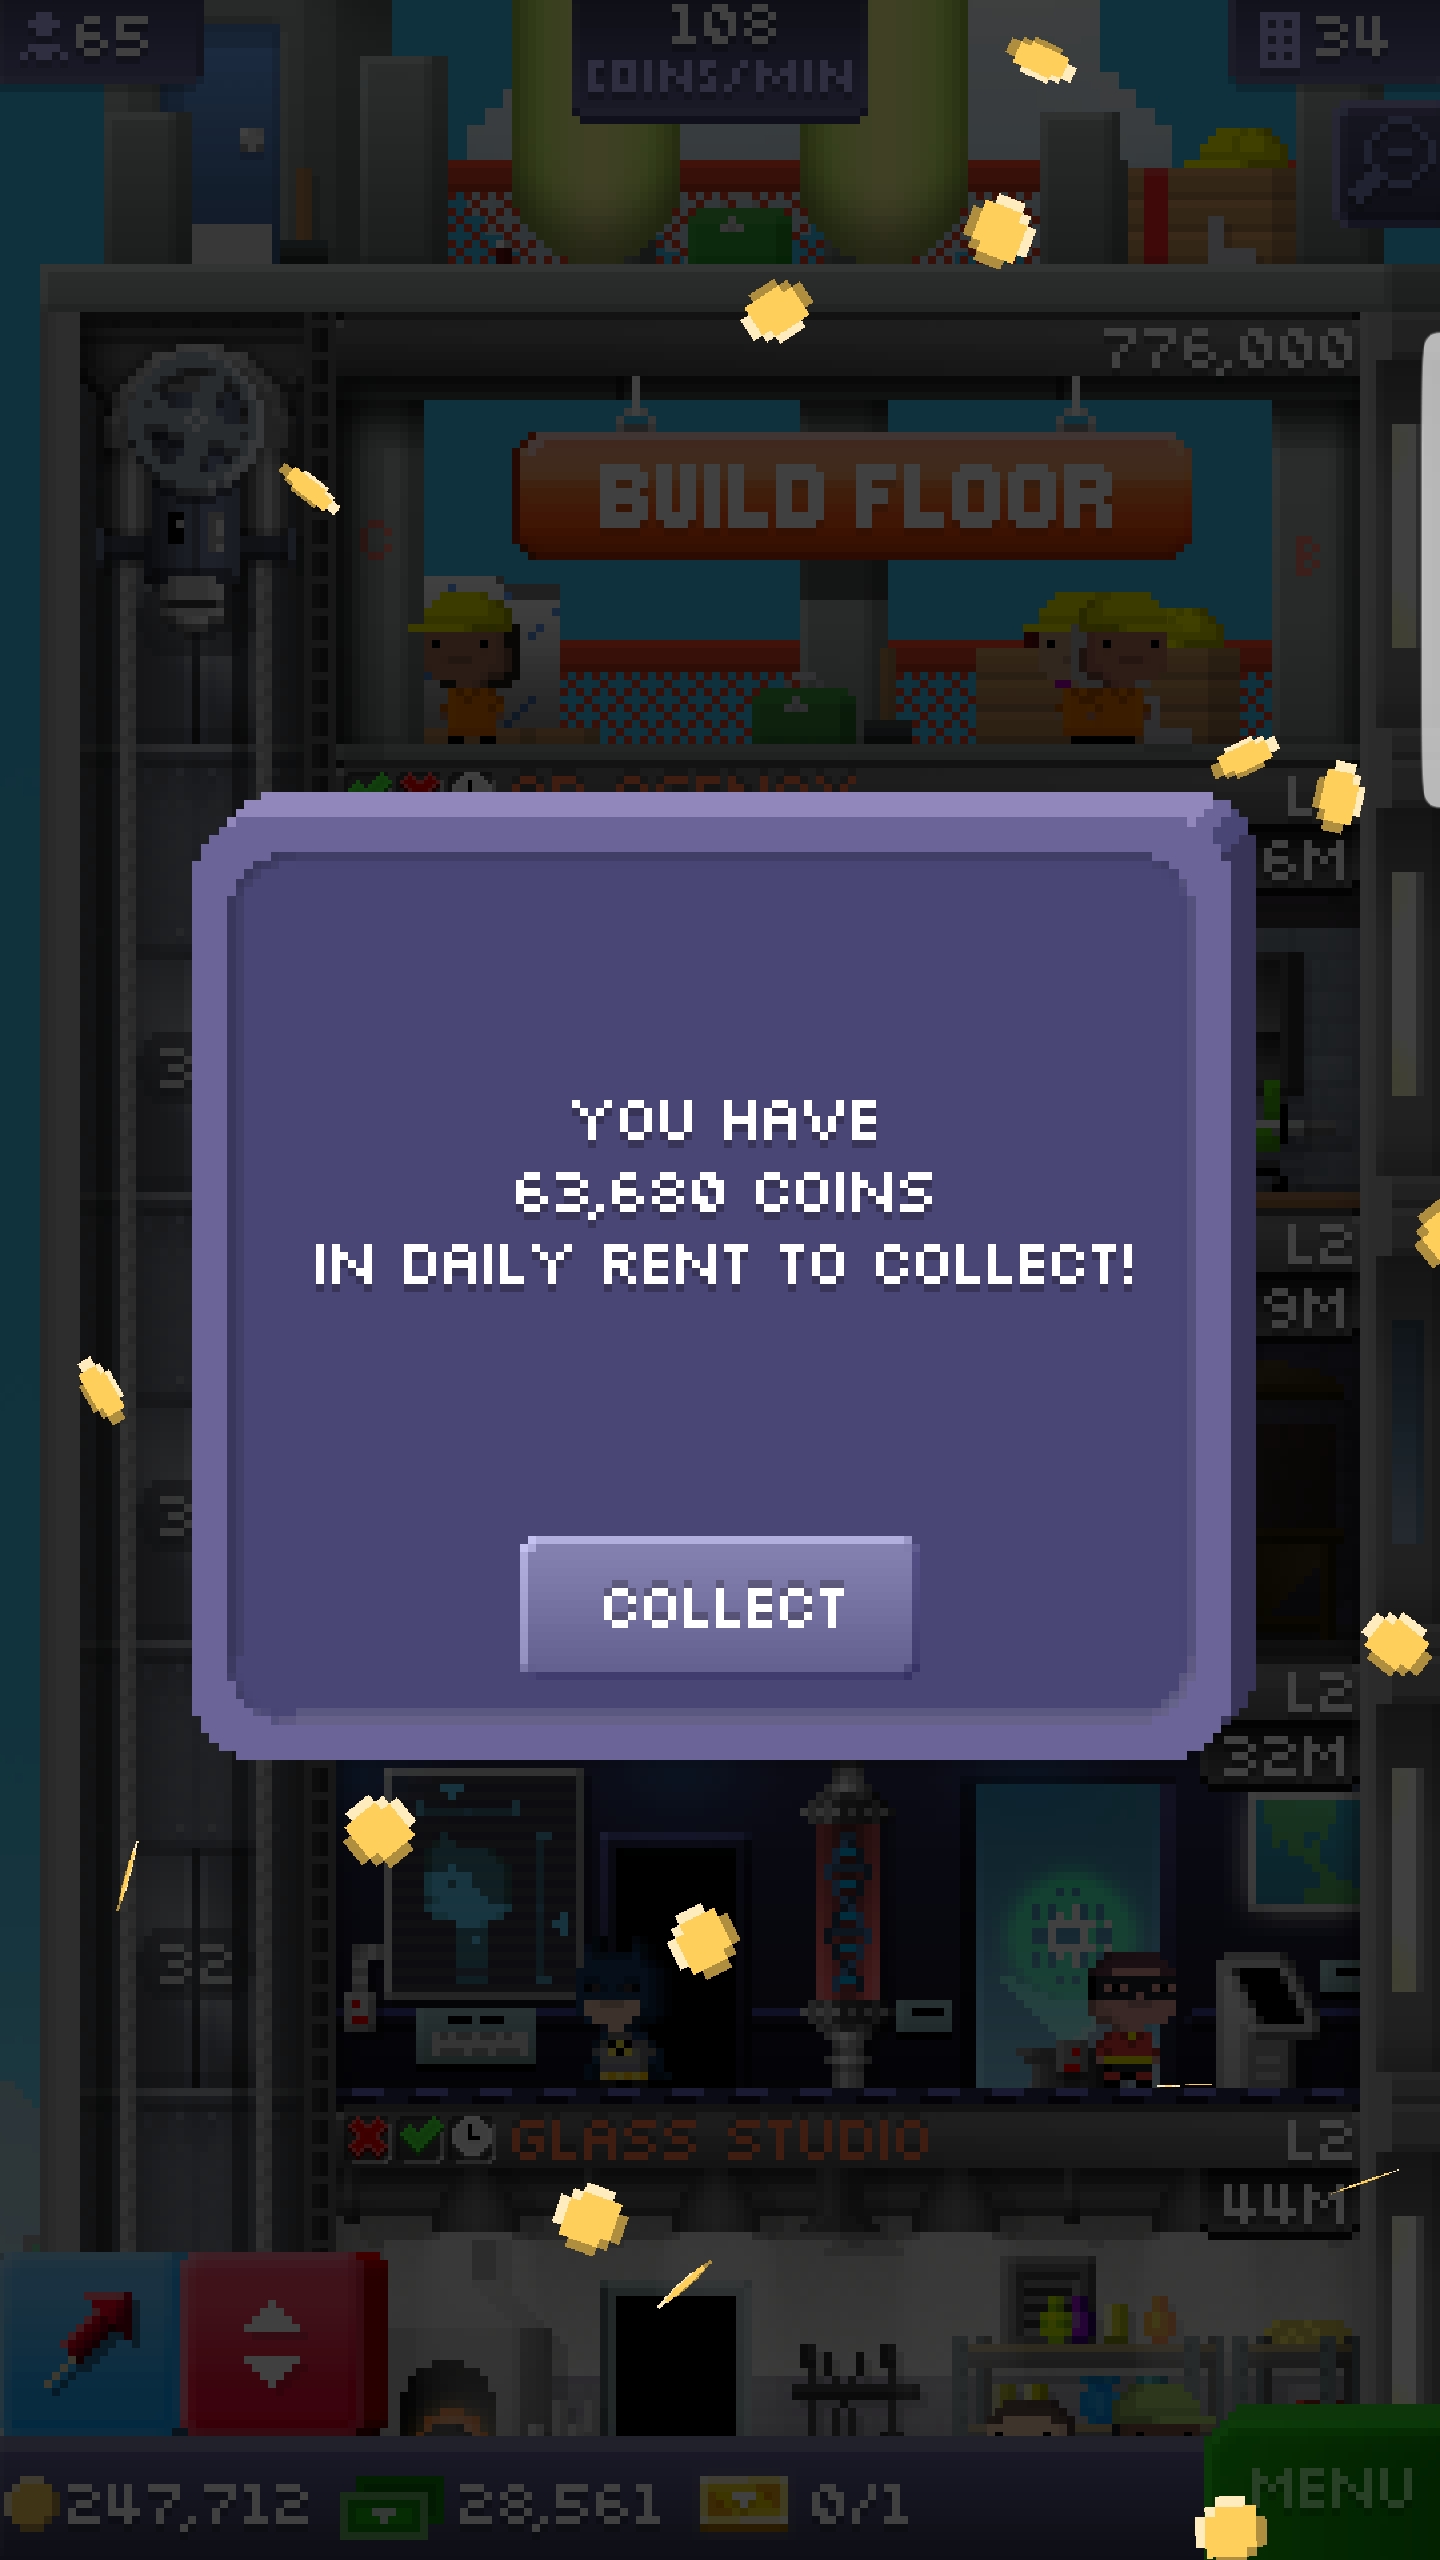 65
108
COINS/MIN
34
776,000
BUILD FLOOR
C
B
6M
L2
9M
L2
32M
YOU HAVE
63,680 COINS
IN DAILY RENT TO COLLECT!
COLLECT
32
GLASS STUDIO
L2
44M
247,712
28,561
0/1
MENU